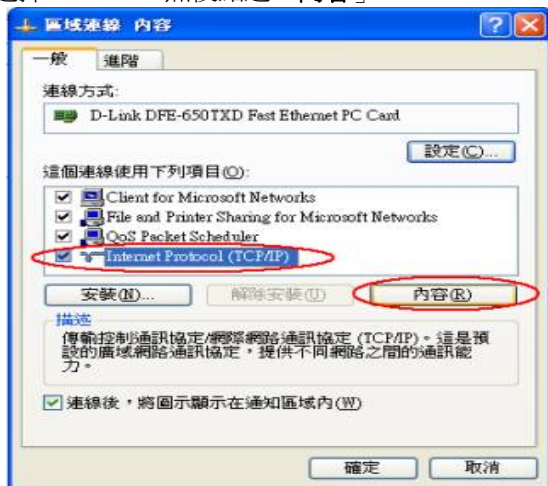 區域連線 內容
一般 進階
連線方式:
D-Link DFE-650TXD Fast Ethernet PC Card
設定(C)...
這個連線使用下列項目(O):
Client for Microsoft Networks
File and Printer Sharing for Microsoft Networks
QoS Packet Scheduler
Internet Protocol (TCP/IP)
安裝(N)... 解除安裝(U) 內容(R)
描述
傳輸控制通訊協定/網際網路通訊協定 (TCP/IP)。這是預
設的廣域網路通訊協定,提供不同網路之間的通訊能
力。
連線後,將圖示顯示在通知區域內(W)
確定 取消